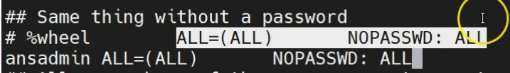 ## Same thing without a password
# %wheel        ALL=(ALL)       NOPASSWD: ALL
ansadmin ALL=(ALL)       NOPASSWD: ALL